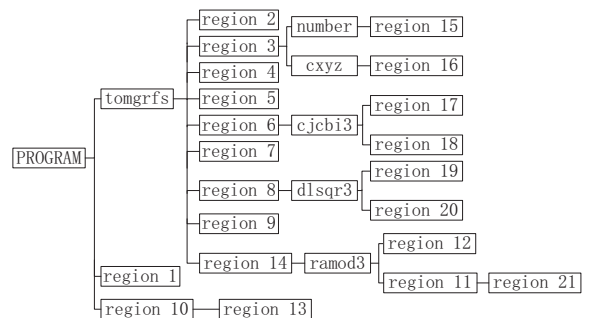 region 2
region 3
number
region 15
region 4
cxyz
region 16
tomgrfs
region 5
region 6
cjcbi3
region 17
region 18
region 7
PROGRAM
region 8
dlsqr3
region 19
region 20
region 9
region 14
ramod3
region 12
region 1
region 11
region 21
region 10
region 13